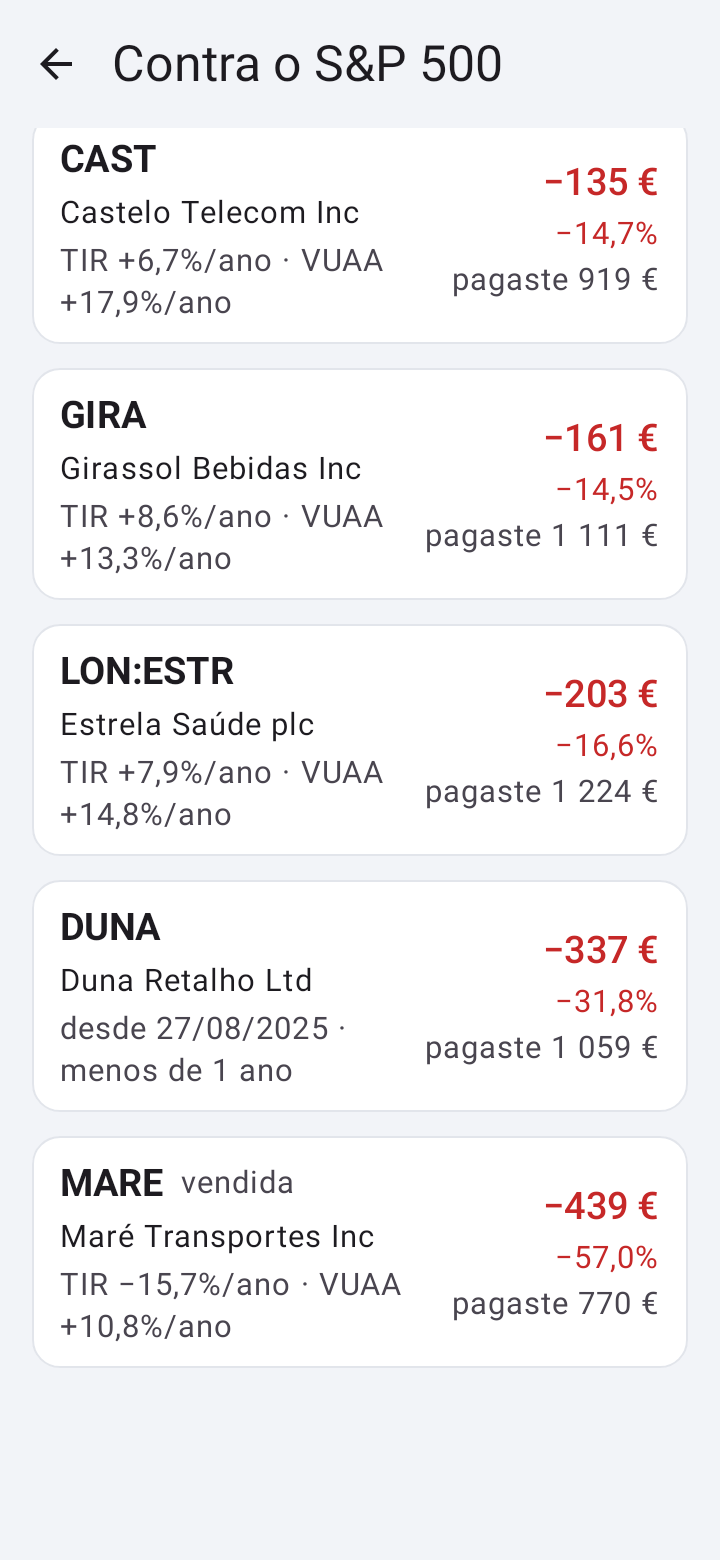 Contra o S&P 500
CAST
Castelo Telecom Inc
TIR +6,7%/ano · VUAA
+17,9%/ano
−135 €
−14,7%
pagaste 919 €
GIRA
Girassol Bebidas Inc
TIR +8,6%/ano · VUAA
+13,3%/ano
−161 €
−14,5%
pagaste 1 111 €
LON:ESTR
Estrela Saúde plc
TIR +7,9%/ano · VUAA
+14,8%/ano
−203 €
−16,6%
pagaste 1 224 €
DUNA
Duna Retalho Ltd
desde 27/08/2025 ·
menos de 1 ano
−337 €
−31,8%
pagaste 1 059 €
MARE vendida
Maré Transportes Inc
TIR −15,7%/ano · VUAA
+10,8%/ano
−439 €
−57,0%
pagaste 770 €